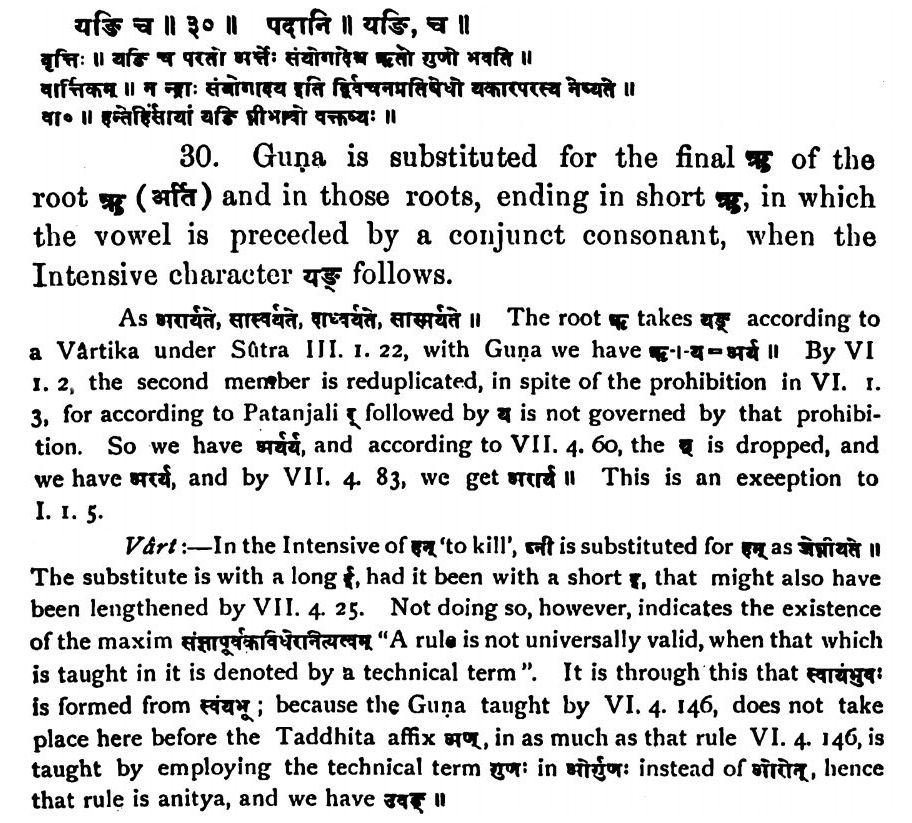 यङि च ॥ ३० ॥ पदानि ॥ यङि, च ॥
वृत्तिः ॥ यङि च परतो अर्त्तेः संयोगादेश्च ऋतो गुणो भवति ॥
वार्त्तिकम् ॥ न न्द्राः संयोगादय इति द्विर्वचनप्रतिषेधो यकारपरस्य नेष्यते ॥
वा० ॥ हन्तेर्हिंसायां यङि घ्नीभावो वक्तव्यः ॥
30. Guṇa is substituted for the final ऋ of the
root ऋ (अर्ति) and in those roots, ending in short ऋ, in which
the vowel is preceded by a conjunct consonant, when the
Intensive character यङ् follows.
As अरार्यते, सास्वर्यते, दाध्वर्यते, सास्मर्यते ॥ The root ऋ takes यङ् according to
a Vârtika under Sûtra III. 1. 22, with Guṇa we have ऋ+य=अर्य ॥ By VI
1. 2, the second member is reduplicated, in spite of the prohibition in VI. 1.
3, for according to Patanjali र् followed by य is not governed by that prohibi-
tion. So we have अर्यर्य, and according to VII. 4. 60, the य् is dropped, and
we have अरर्य, and by VII. 4. 83, we get अरार्य ॥ This is an exeeption to
I. 1. 5.
Vârt:—In the Intensive of हन् 'to kill', घ्नी is substituted for हन् as जेघ्नीयते ॥
The substitute is with a long ई, had it been with a short इ, that might also have
been lengthened by VII. 4. 25. Not doing so, however, indicates the existence
of the maxim संज्ञापूर्वकविधेरनित्यत्वम् "A rule is not universally valid, when that which
is taught in it is denoted by a technical term". It is through this that स्वायंभुवः
is formed from स्वंयभू; because the Guṇa taught by VI. 4. 146, does not take
place here before the Taddhita affix अण्, in as much as that rule VI. 4. 146, is
taught by employing the technical term गुणः in ओर्गुणः instead of ओरोत्, hence
that rule is anitya, and we have उवङ् ॥